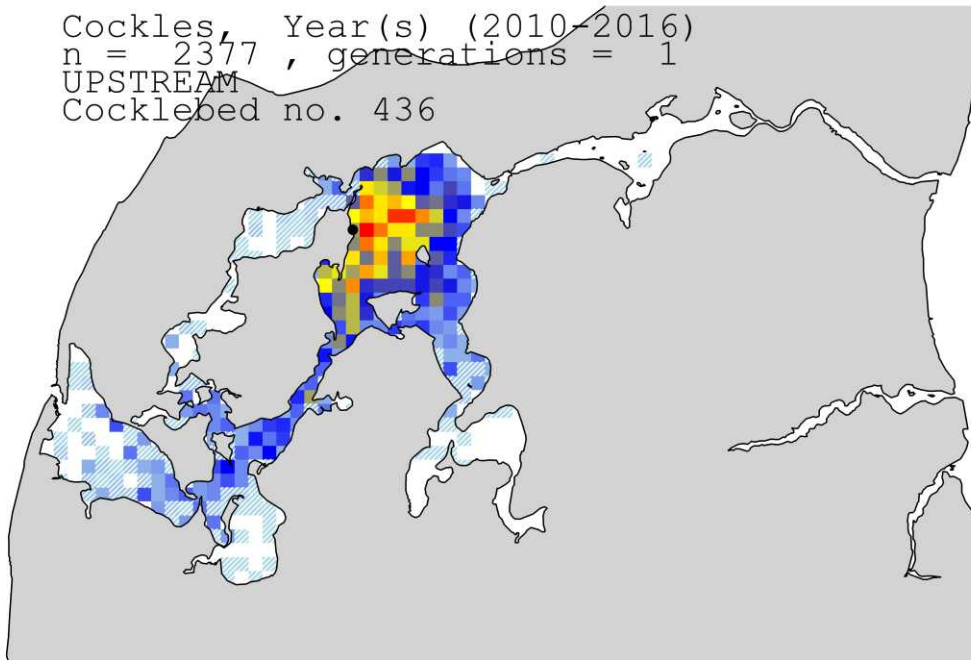 Cockles, Year(s) (2010-2016)
n = 2377 , generations = 1
UPSTREAM
Cocklebed no. 436